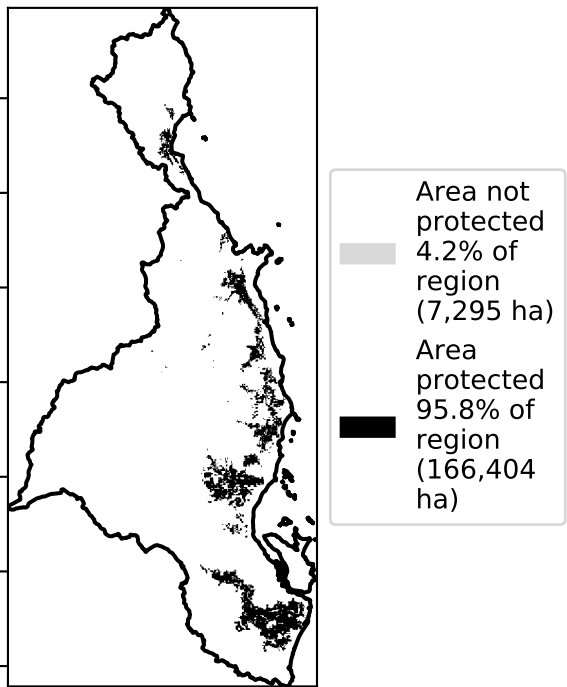 Area not
protected
4.2% of
region
(7,295 ha)
Area
protected
95.8% of
region
(166,404
ha)